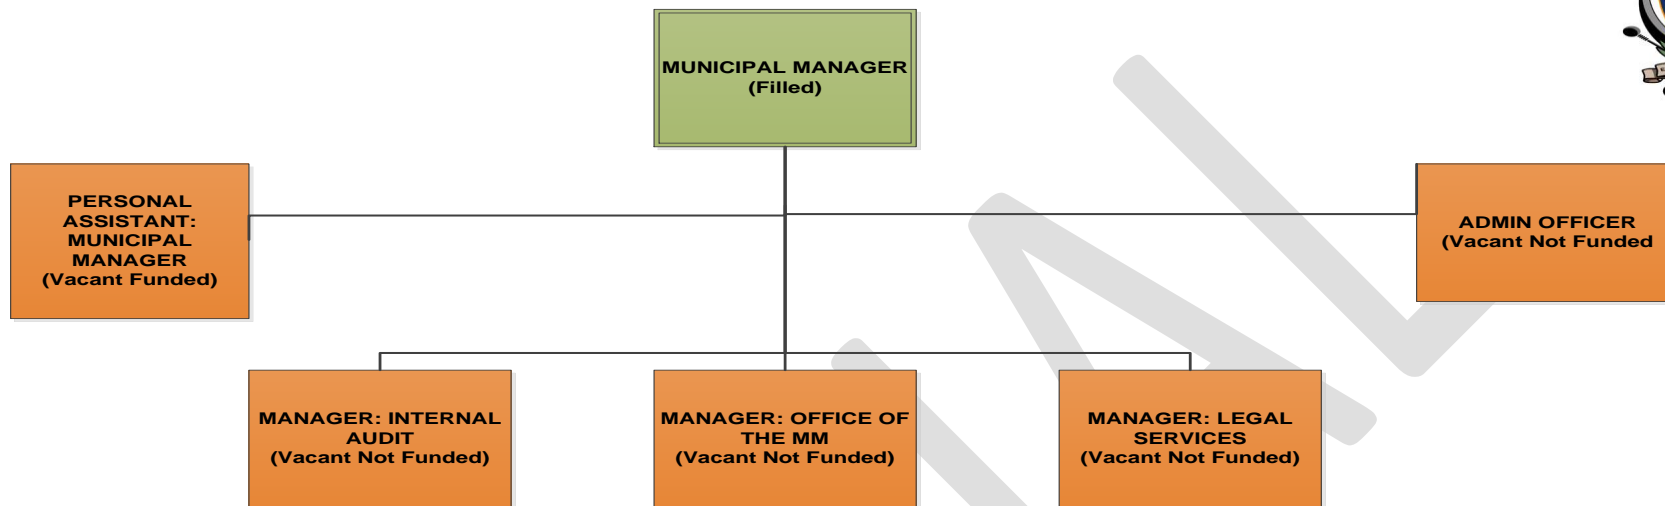 MUNICIPAL MANAGER
(Filled)
PERSONAL
ASSISTANT:
MUNICIPAL
MANAGER
(Vacant Funded)
ADMIN OFFICER
(Vacant Not Funded
MANAGER: INTERNAL
AUDIT
(Vacant Not Funded)
MANAGER: OFFICE OF
THE MM
(Vacant Not Funded)
MANAGER: LEGAL
SERVICES
(Vacant Not Funded)